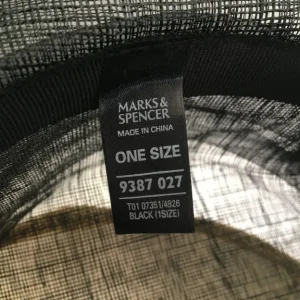 MARKS &
SPENCER
MADE IN CHINA
ONE SIZE
9387 027
T01 07351/4926
BLACK (1SIZE)